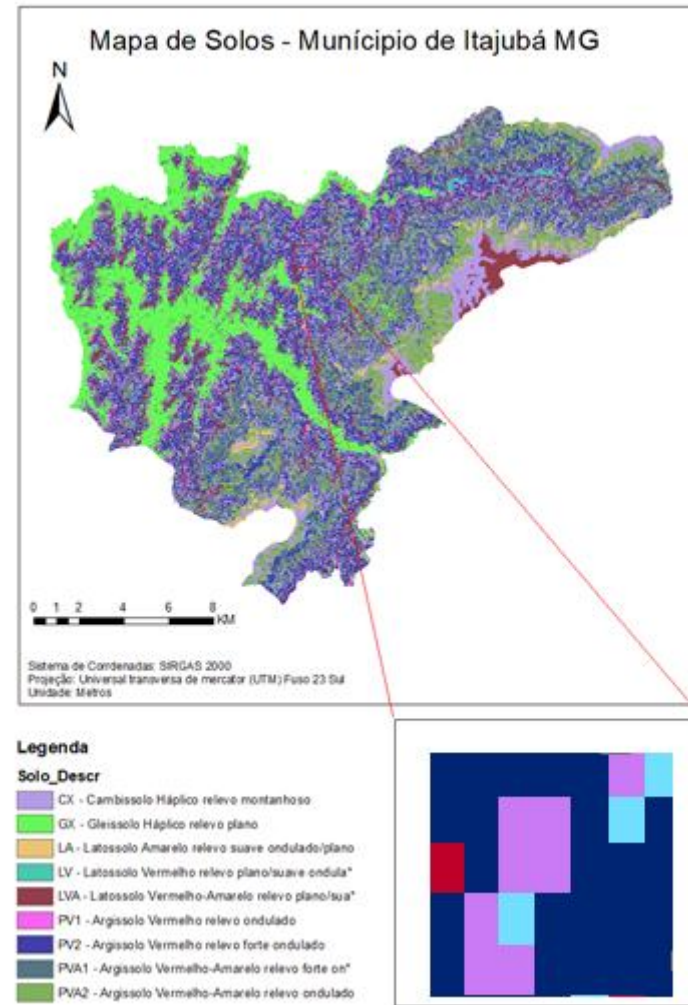 Mapa de Solos - Munícipio de Itajubá MG
N
0 1 2 4 6 8
KM
Sistema de Corrdenadas: SIRGAS 2000
Projeção: Universal transversa de mercator (UTM) Fuso 23 Sul
Unidade: Metros
Legenda
Solo_Descr
CX - Cambissolo Háplico relevo montanhoso
GX - Gleissolo Háplico relevo plano
LA - Latossolo Amarelo relevo suave ondulado/plano
LV - Latossolo Vermelho relevo plano/suave ondula*
LVA - Latossolo Vermelho-Amarelo relevo plano/sua*
PV1 - Argissolo Vermelho relevo ondulado
PV2 - Argissolo Vermelho relevo forte ondulado
PVA1 - Argissolo Vermelho-Amarelo relevo forte on*
PVA2 - Argissolo Vermelho-Amarelo relevo ondulado